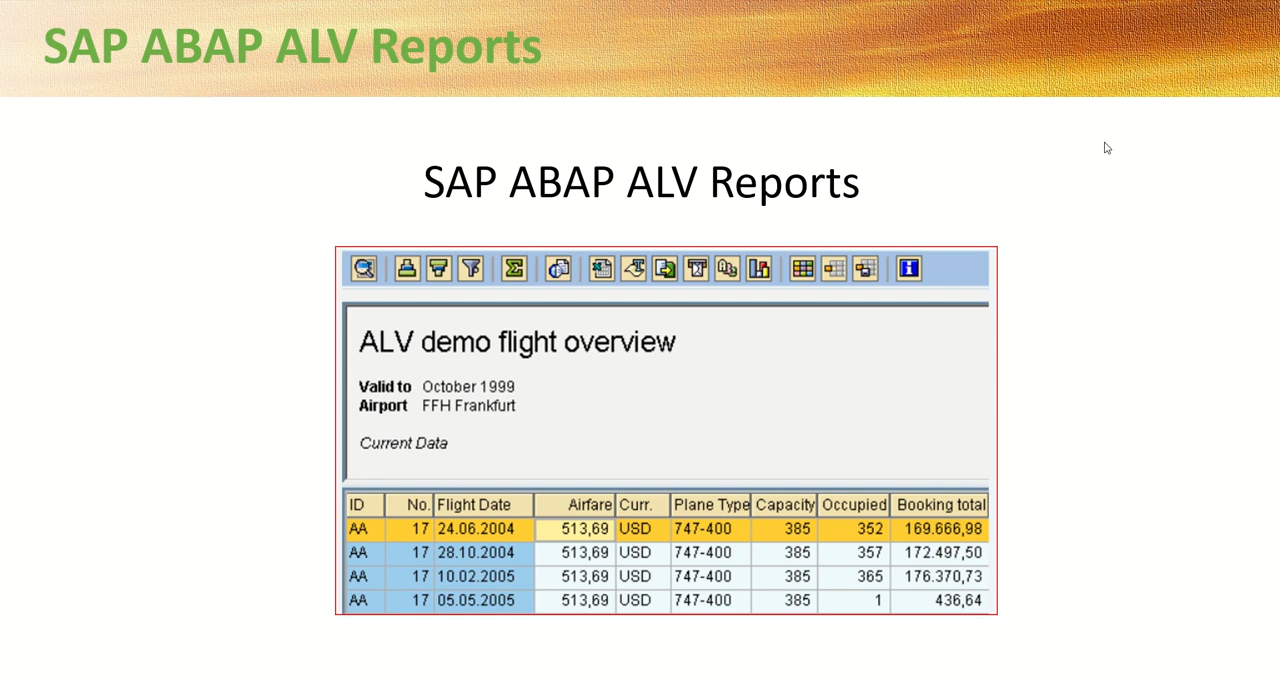 SAP ABAP ALV Reports
SAP ABAP ALV Reports
ALV demo flight overview
Valid to October 1999
Airport FFH Frankfurt
Current Data
ID No. Flight Date Airfare Curr. Plane Type Capacity Occupied Booking total
AA 17 24.06.2004 513,69 USD 747-400 385 352 169.666,98
AA 17 28.10.2004 513,69 USD 747-400 385 357 172.497,50
AA 17 10.02.2005 513,69 USD 747-400 385 365 176.370,73
AA 17 05.05.2005 513,69 USD 747-400 385 1 436,64